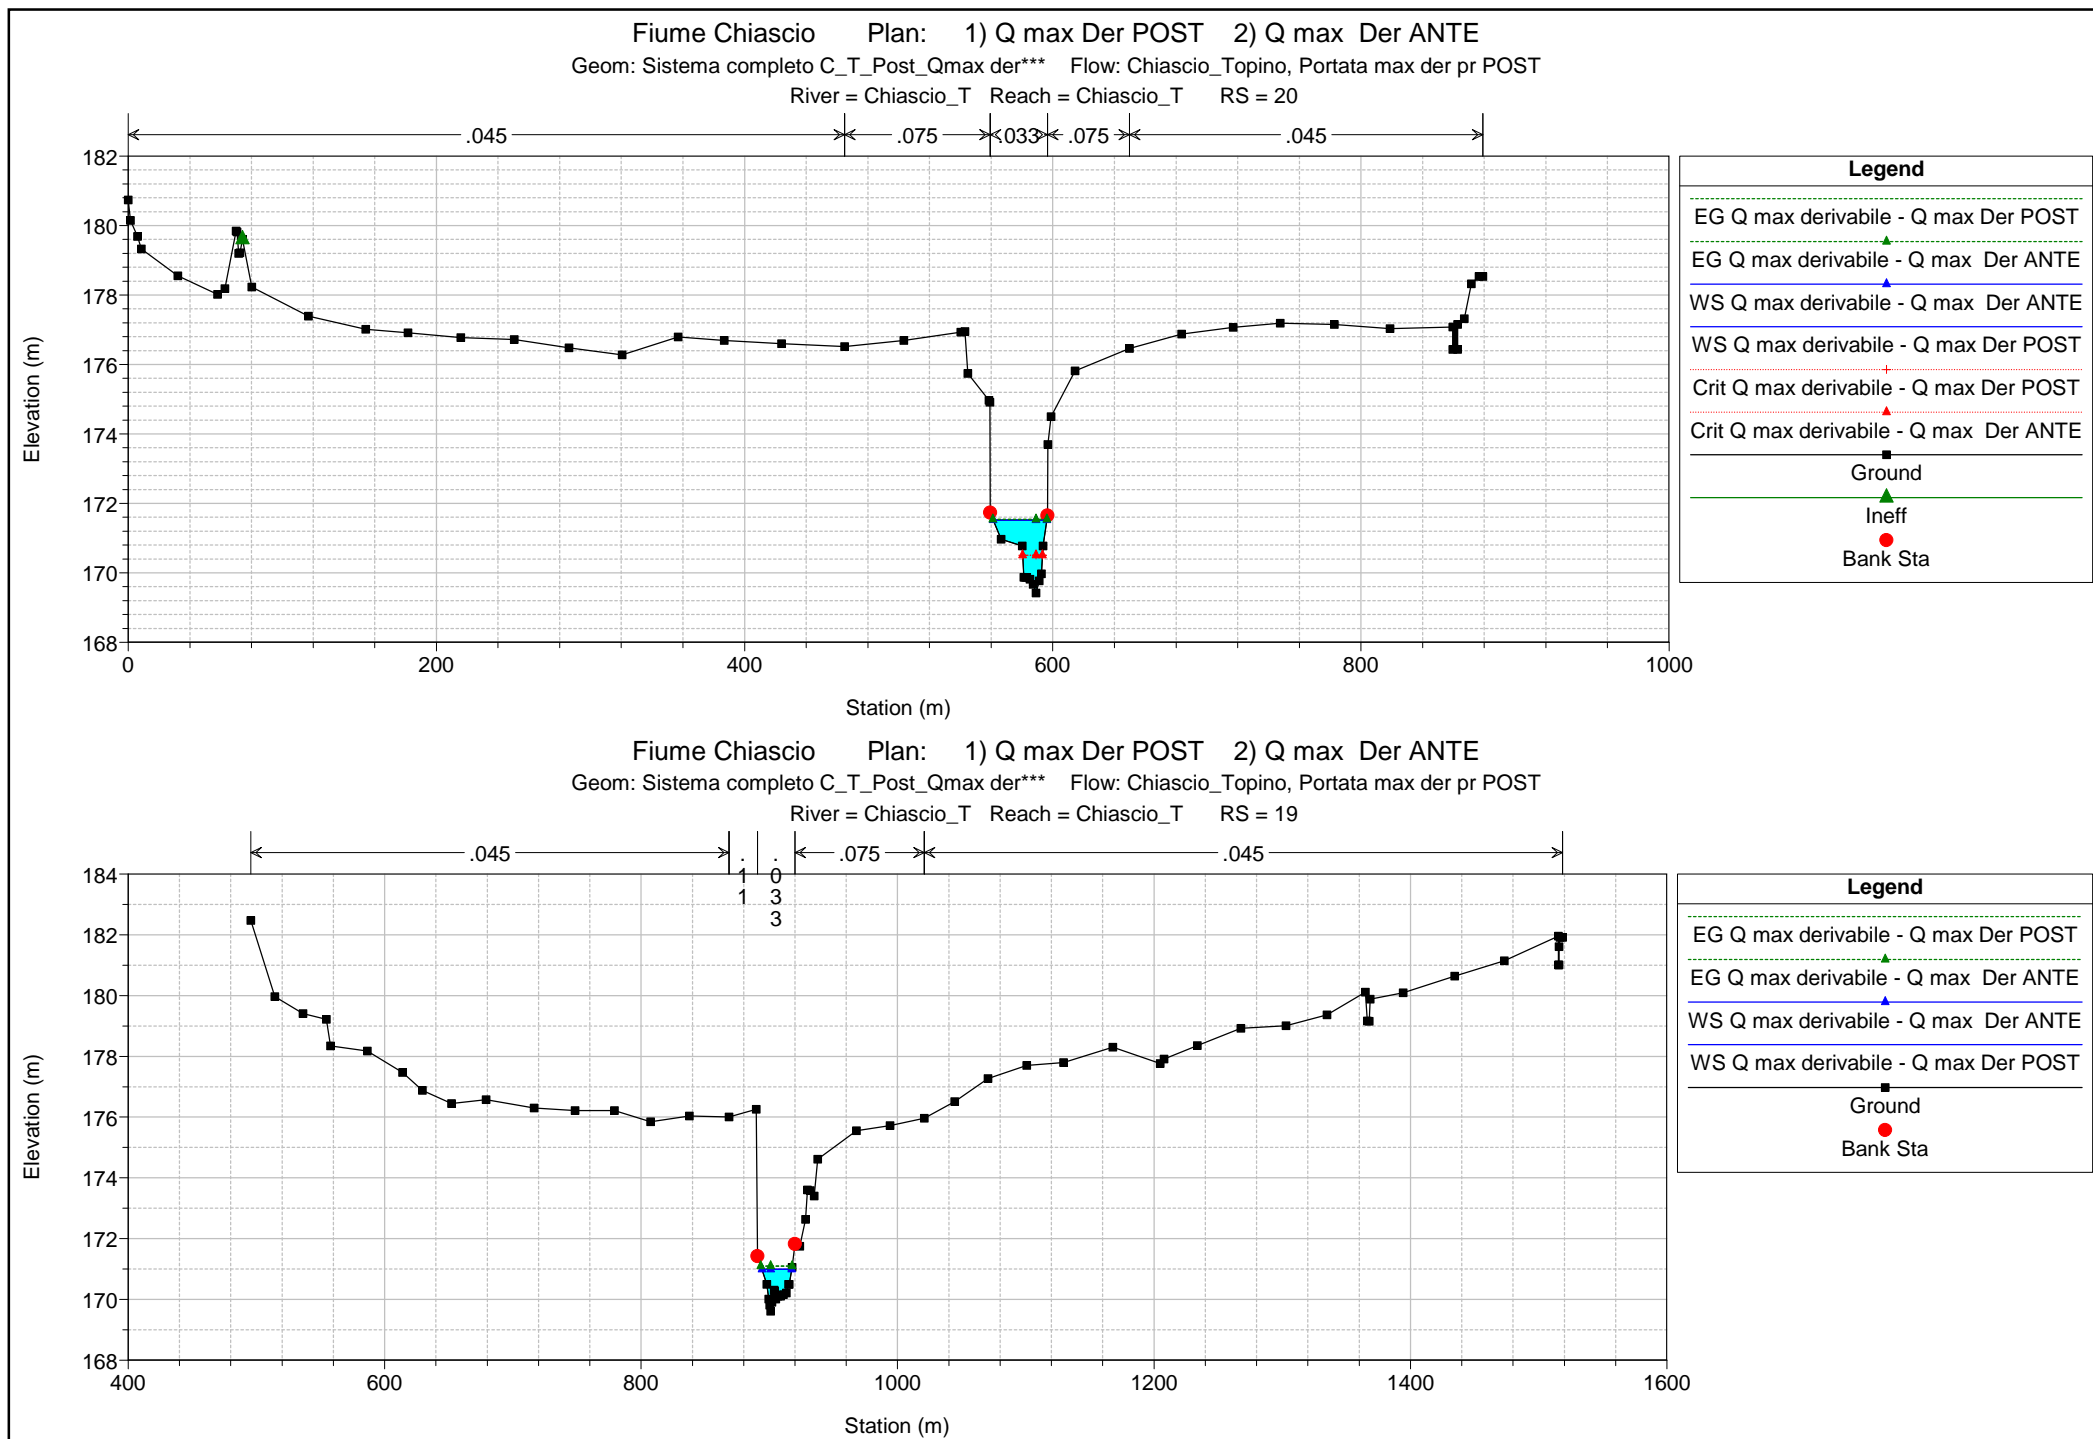 Fiume Chiascio Plan: 1) Q max Der POST 2) Q max Der ANTE
Geom: Sistema completo C_T_Post_Qmax der*** Flow: Chiascio_Topino, Portata max der pr POST
River = Chiascio_T Reach = Chiascio_T RS = 20
.045 .075 .033 .075 .045
182
180
178
176
174
172
170
168
Elevation (m)
0 200 400 600 800 1000
Station (m)
Legend
EG Q max derivabile - Q max Der POST
EG Q max derivabile - Q max Der ANTE
WS Q max derivabile - Q max Der ANTE
WS Q max derivabile - Q max Der POST
Crit Q max derivabile - Q max Der POST
Crit Q max derivabile - Q max Der ANTE
Ground
Ineff
Bank Sta
Fiume Chiascio Plan: 1) Q max Der POST 2) Q max Der ANTE
Geom: Sistema completo C_T_Post_Qmax der*** Flow: Chiascio_Topino, Portata max der pr POST
River = Chiascio_T Reach = Chiascio_T RS = 19
.045 .11 .033 .075 .045
184
182
180
178
176
174
172
170
168
Elevation (m)
400 600 800 1000 1200 1400 1600
Station (m)
Legend
EG Q max derivabile - Q max Der POST
EG Q max derivabile - Q max Der ANTE
WS Q max derivabile - Q max Der ANTE
WS Q max derivabile - Q max Der POST
Ground
Bank Sta